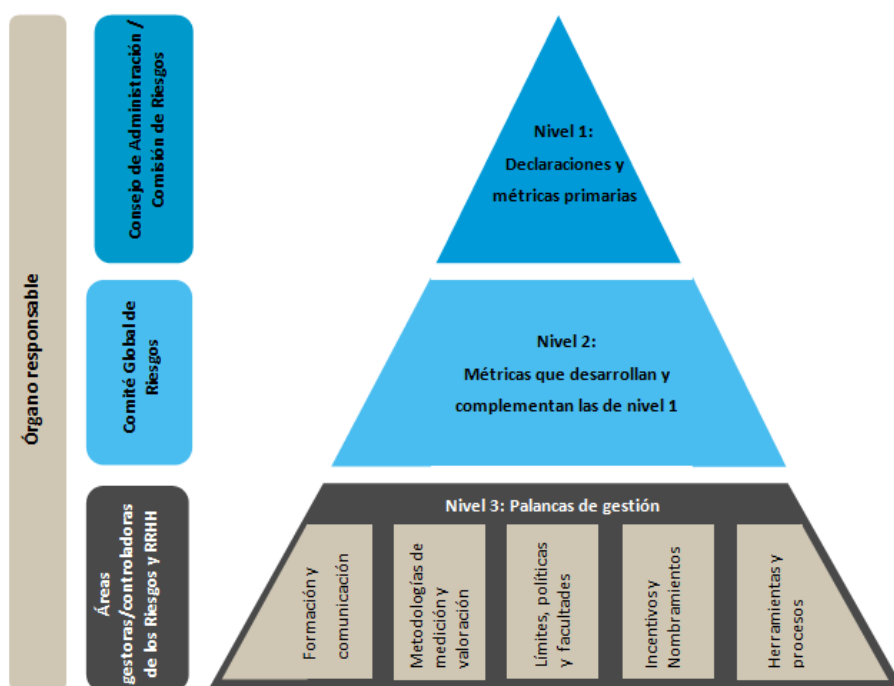 Órgano responsable
Consejo de Administración /
Comisión de Riesgos
Nivel 1:
Declaraciones y
métricas primarias
Comité Global de
Riesgos
Nivel 2:
Métricas que desarrollan y
complementan las de nivel 1
Áreas
gestoras/controladoras
de los Riesgos y RRHH
Nivel 3: Palancas de gestión
Formación y
comunicación
Metodologías de
medición y
valoración
Límites, políticas
y facultades
Incentivos y
Nombramientos
Herramientas y
procesos